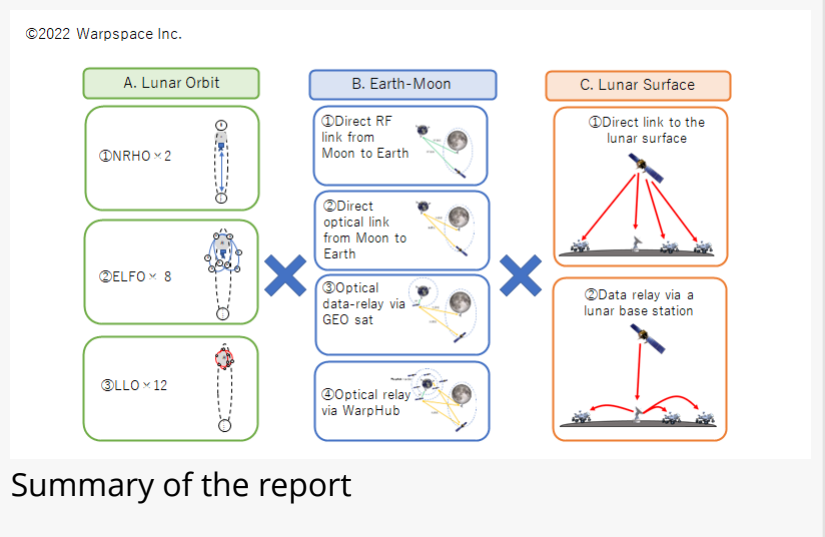 ©2022 Warpspace Inc.
A. Lunar Orbit
①NRHO×2
②ELFO× 8
③LLO×12
B. Earth-Moon
①Direct RF
link from
Moon to Earth
②Direct
optical link
from Moon to
Earth
③Optical
data-relay via
GEO sat
④Optical relay
via WarpHub
C. Lunar Surface
①Direct link to the
lunar surface
②Data relay via a
lunar base station
Summary of the report